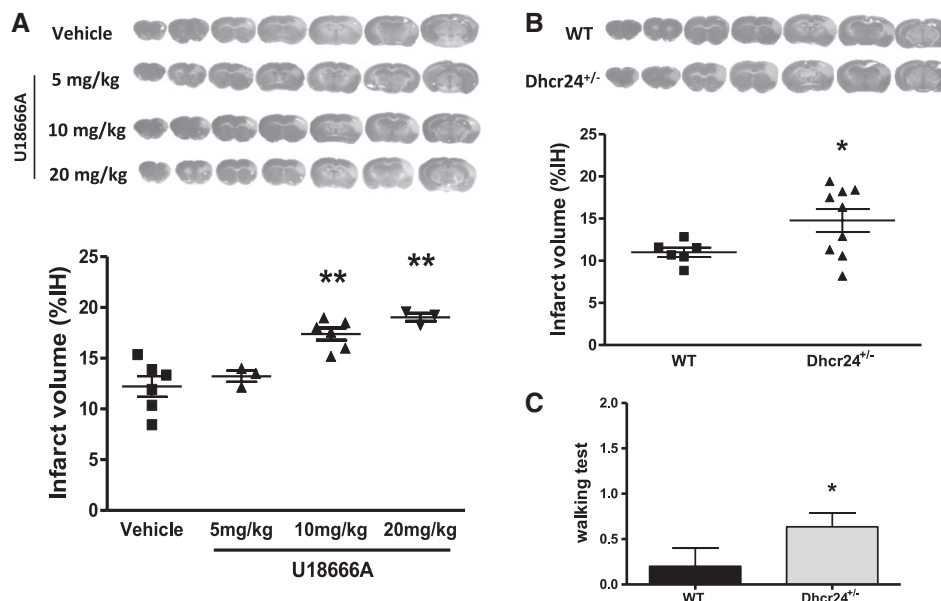 A
Vehicle
5 mg/kg
10 mg/kg
20 mg/kg
U18666A
Infarct volume (%IH)
25
20
15
10
5
0
**
**
Vehicle
5mg/kg
10mg/kg
20mg/kg
U18666A
B
WT
Dhcr24+/-
Infarct volume (%IH)
25
20
15
10
5
0
*
WT
Dhcr24+/-
C
walking test
2.0
1.5
1.0
0.5
0.0
*
WT
Dhcr24+/-